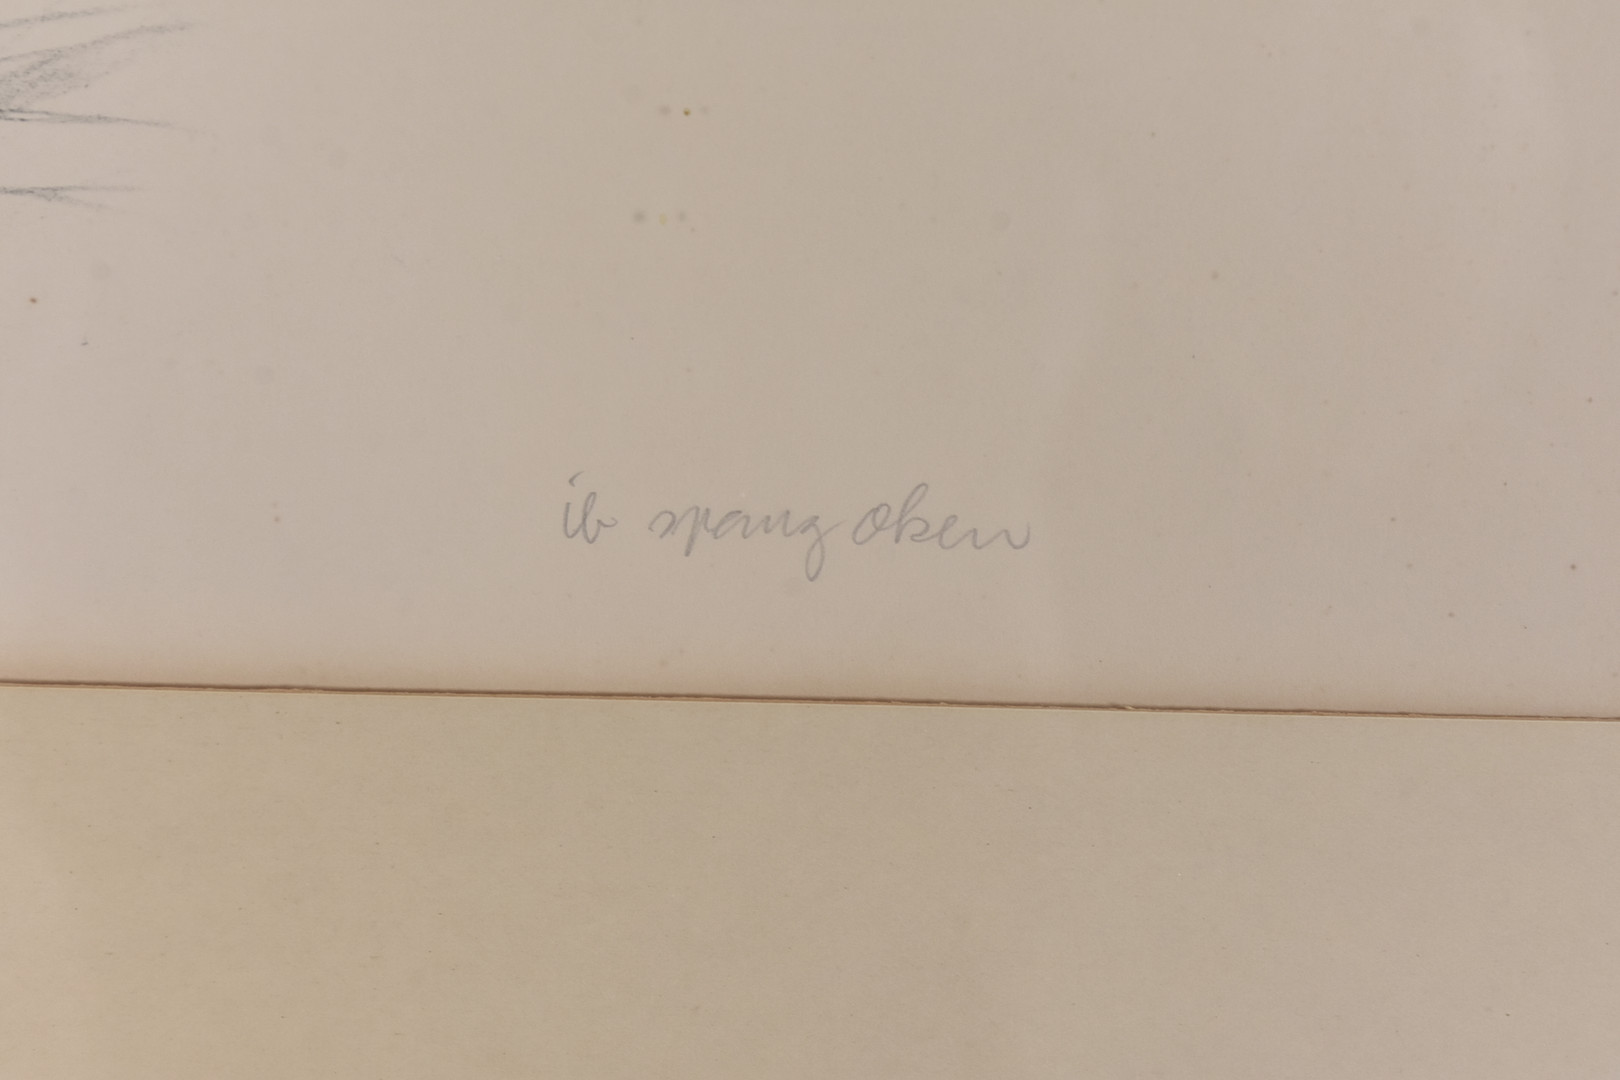 ib spang olsen